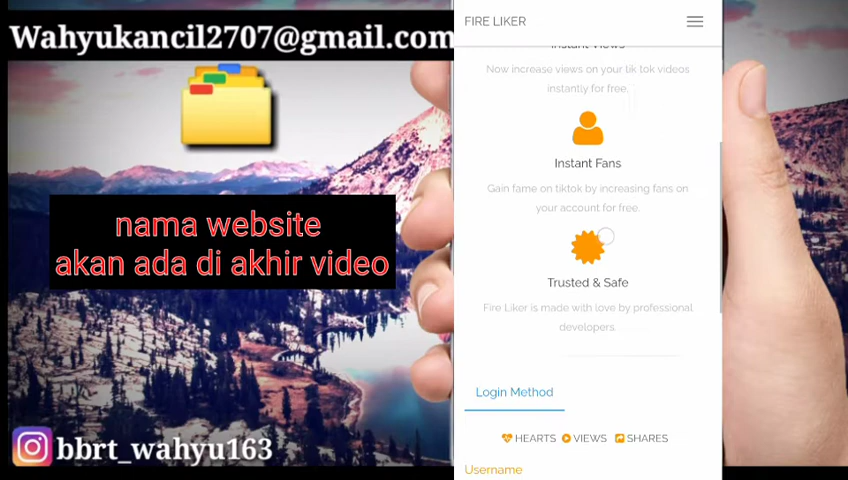 Wahyukancil2707@gmail.com
nama website
akan ada di akhir video
bbrt_wahyu163
FIRE LIKER
Instant Views
Now increase views on your tik tok videos
instantly for free.
Instant Fans
Gain fame on tiktok by increasing fans on
your account for free.
Trusted & Safe
Fire Liker is made with love by professional
developers.
Login Method
HEARTS VIEWS SHARES
Username